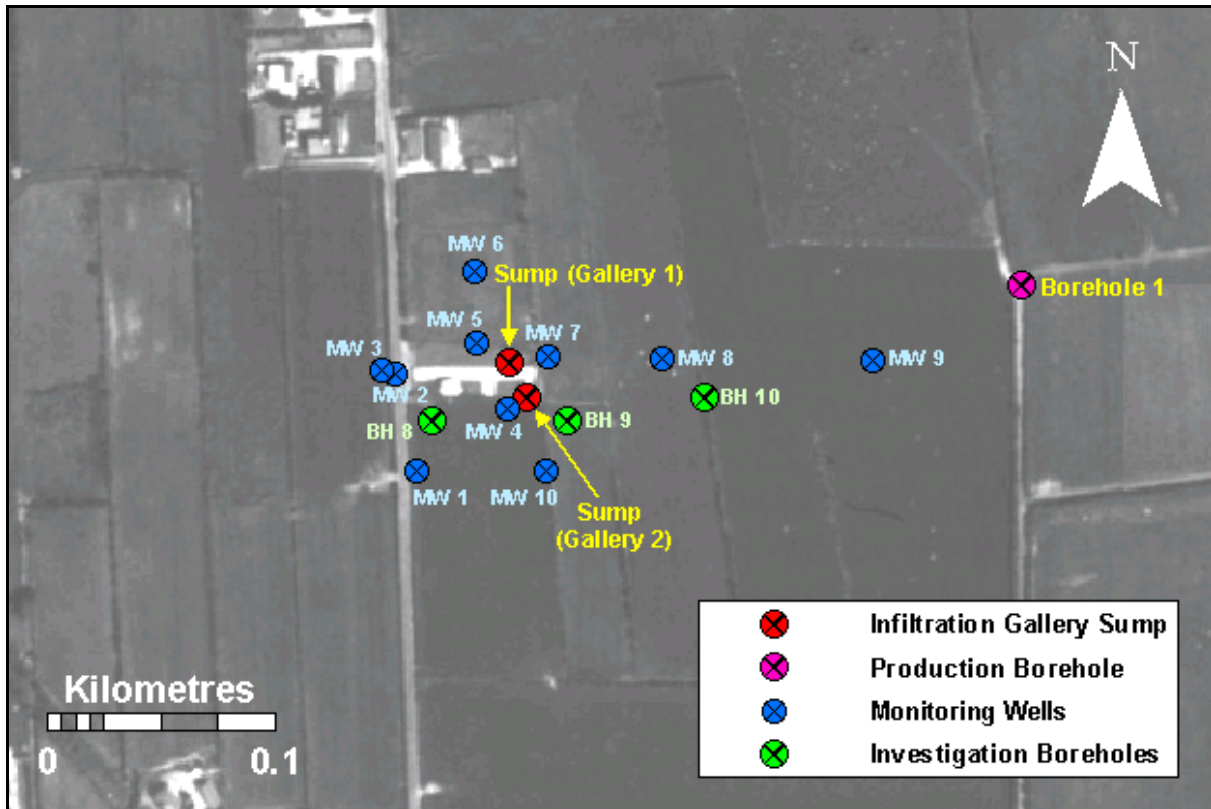 N
MW 6
Sump (Gallery 1)
Borehole 1
MW 5
MW 7
MW 3
MW 8
MW 9
MW 2
BH 10
BH 8
MW 4
BH 9
MW 1
MW 10
Sump
(Gallery 2)
Infiltration Gallery Sump
Production Borehole
Monitoring Wells
Investigation Boreholes
Kilometres
0
0.1